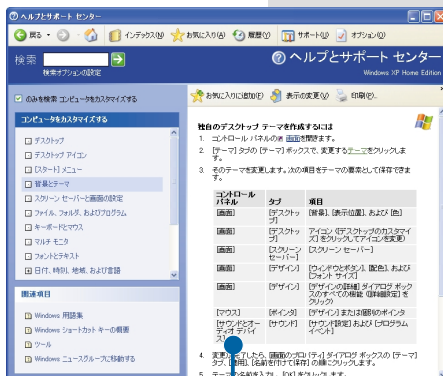 ヘルプとサポート センター
戻る
インデックス(N)
お気に入り(A)
履歴(Y)
サポート(U)
オプション(O)
検索
検索オプションの設定
ヘルプとサポート センター
Windows XP Home Edition
のみを検索 コンピュータをカスタマイズする
コンピュータをカスタマイズする
デスクトップ
デスクトップ アイコン
[スタート] メニュー
背景とテーマ
スクリーン セーバーと画面の設定
ファイル、フォルダ、およびプログラム
キーボードとマウス
マルチ モニタ
フォントとテキスト
日付、時刻、地域、および言語
関連項目
Windows 用語集
Windows ショートカット キーの概要
ツール
Windows ニュースグループに移動する
お気に入りに追加(E)
表示の変更(V)
印刷(P)..
独自のデスクトップ テーマを作成するには
1. コントロール パネルの 画面を開きます。
2. [テーマ] タブの [テーマ] ボックスで、変更するテーマをクリックしま
す。
3. そのテーマを変更します。次の項目をテーマの要素として保存できま
す。
コントロール
パネル タブ 項目
[画面] [デスクトッ
プ] [背景]、[表示位置]、および [色]
[画面] [デスクトッ
プ] アイコン ([デスクトップのカスタマイ
ズ] をクリックしてアイコンを変更)
[画面] [スクリーン
セーバー] [スクリーン セーバー]
[画面] [デザイン] [ウィンドウとボタン]、[配色]、および
[フォント サイズ]
[画面] [デザイン] [デザインの詳細] ダイアログ ボック
スのすべての機能 ([詳細設定] を
クリック)
[マウス] [ポインタ] [デザイン] または個別のポインタ
[サウンドとオー
ディオ デバイ
ス] [サウンド] [サウンド設定] および [プログラム
イベント]
4.
したら、[画面のプロパティ] ダイアログ ボックスの [テーマ]
タブ、[適用]、[名前を付けて保存] の順にクリックします。
5. テーマの名前を入力し、[OK] をクリックします。